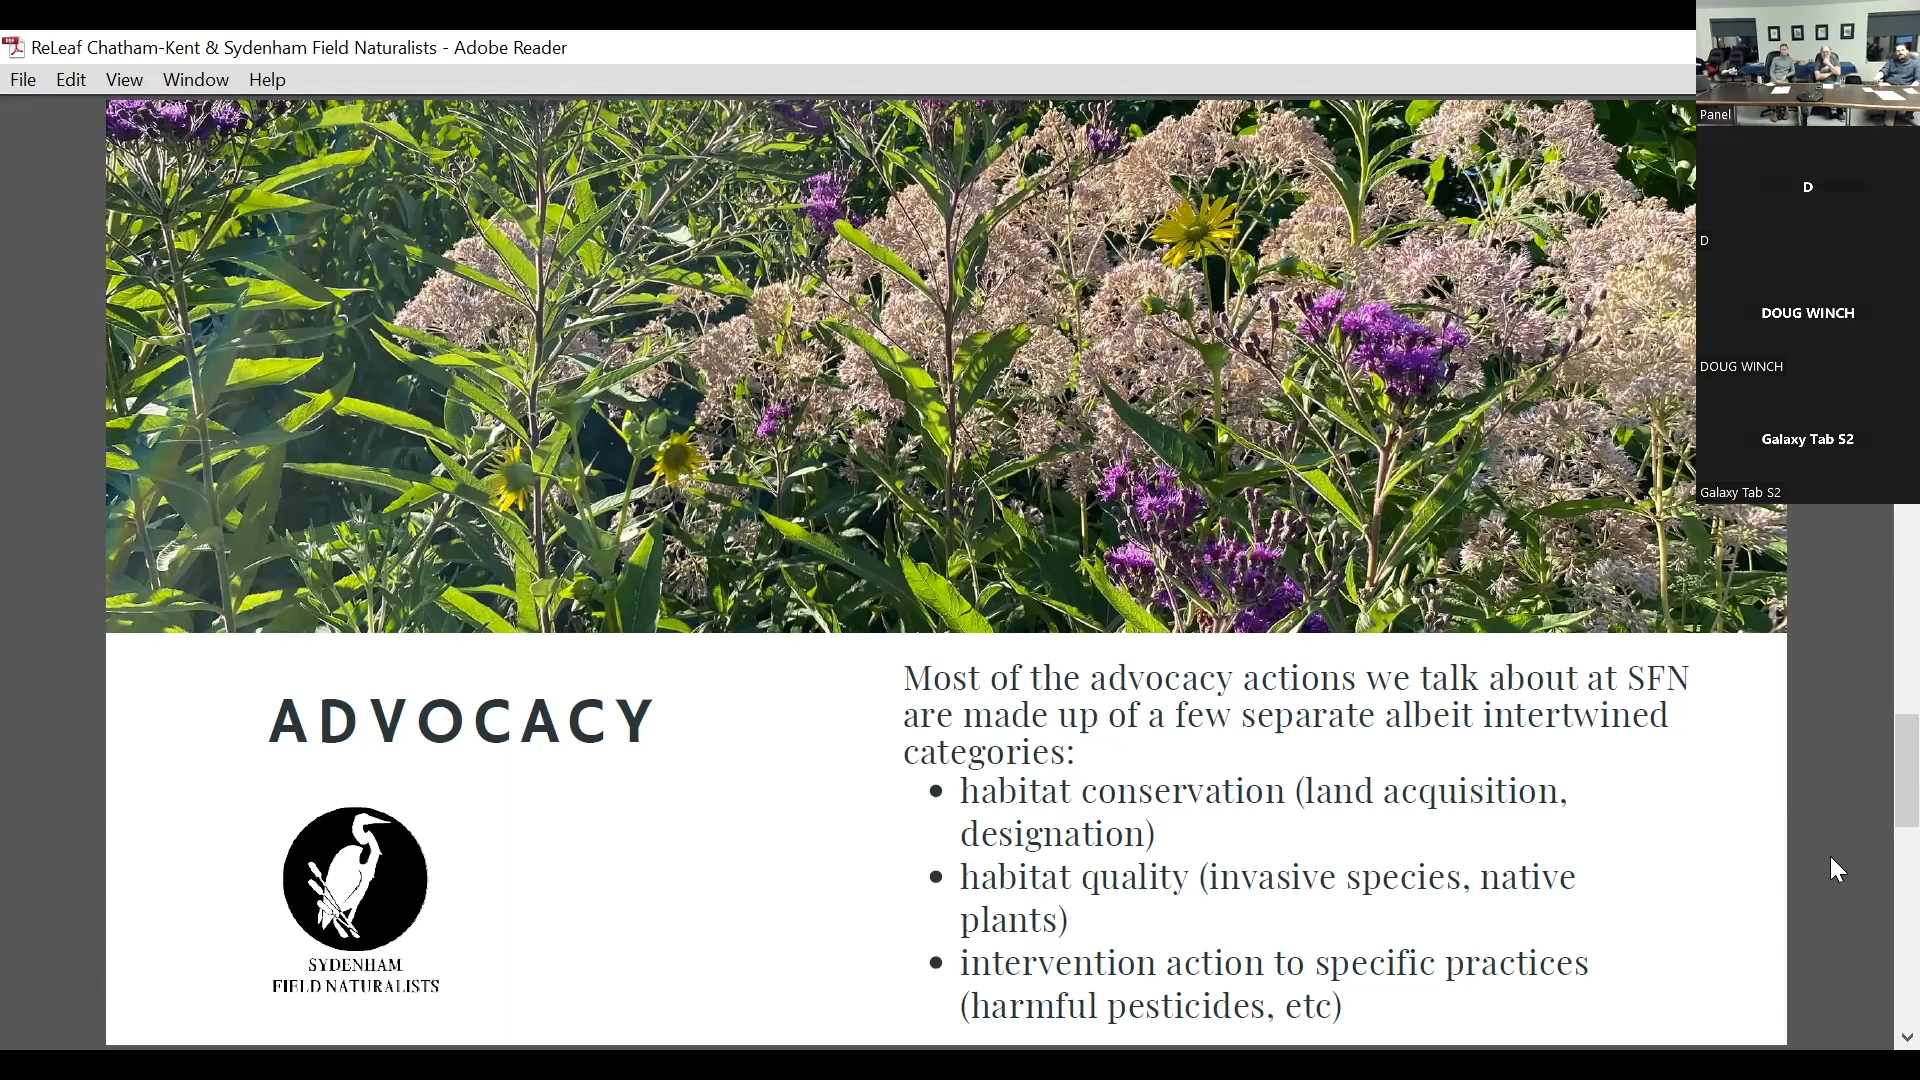 ReLeaf Chatham-Kent & Sydenham Field Naturalists - Adobe Reader
File Edit View Window Help
Panel
D
D
DOUG WINCH
DOUG WINCH
Galaxy Tab S2
Galaxy Tab S2
ADVOCACY
SYDENHAM
FIELD NATURALISTS
Most of the advocacy actions we talk about at SFN
are made up of a few separate albeit intertwined
categories:
• habitat conservation (land acquisition,
designation)
• habitat quality (invasive species, native
plants)
• intervention action to specific practices
(harmful pesticides, etc)